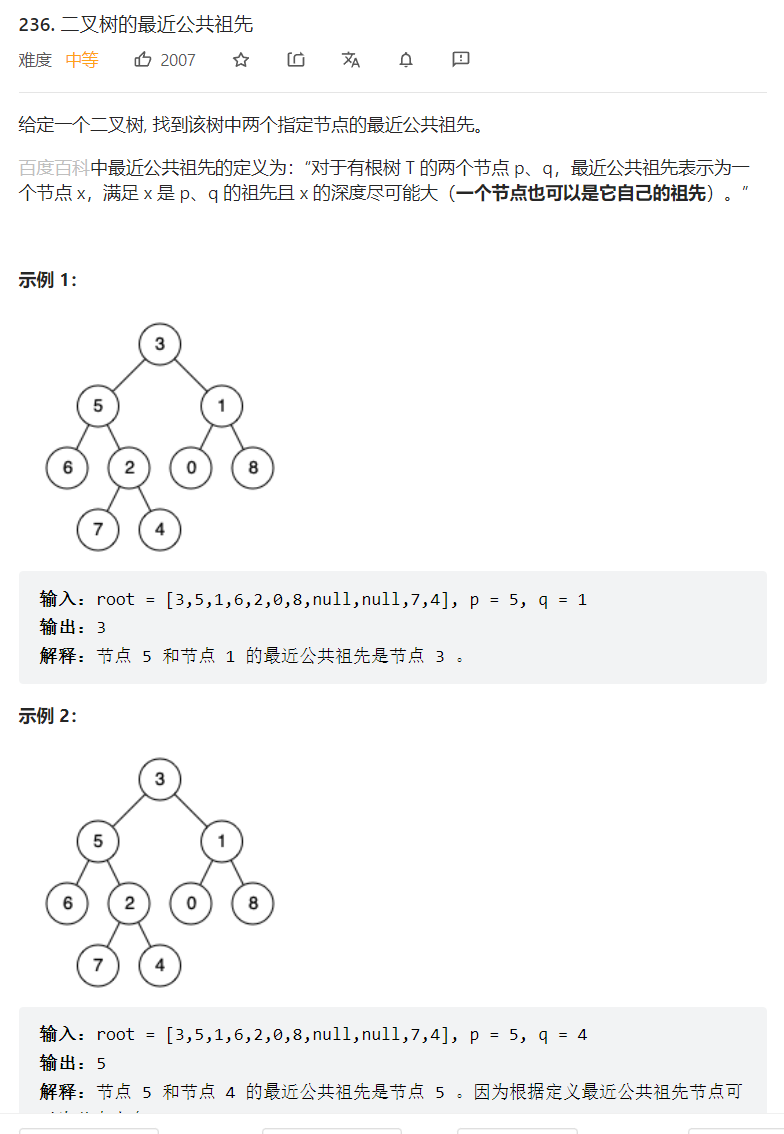 236. 二叉树的最近公共祖先
难度 中等 2007
给定一个二叉树, 找到该树中两个指定节点的最近公共祖先。
百度百科中最近公共祖先的定义为：“对于有根树 T 的两个节点 p、q，最近公共祖先表示为一
个节点 x，满足 x 是 p、q 的祖先且 x 的深度尽可能大（一个节点也可以是它自己的祖先）。”
示例 1：
3
5 1
6 2 0 8
7 4
输入：root = [3,5,1,6,2,0,8,null,null,7,4], p = 5, q = 1
输出：3
解释：节点 5 和节点 1 的最近公共祖先是节点 3 。
示例 2：
3
5 1
6 2 0 8
7 4
输入：root = [3,5,1,6,2,0,8,null,null,7,4], p = 5, q = 4
输出：5
解释：节点 5 和节点 4 的最近公共祖先是节点 5 。因为根据定义最近公共祖先节点可